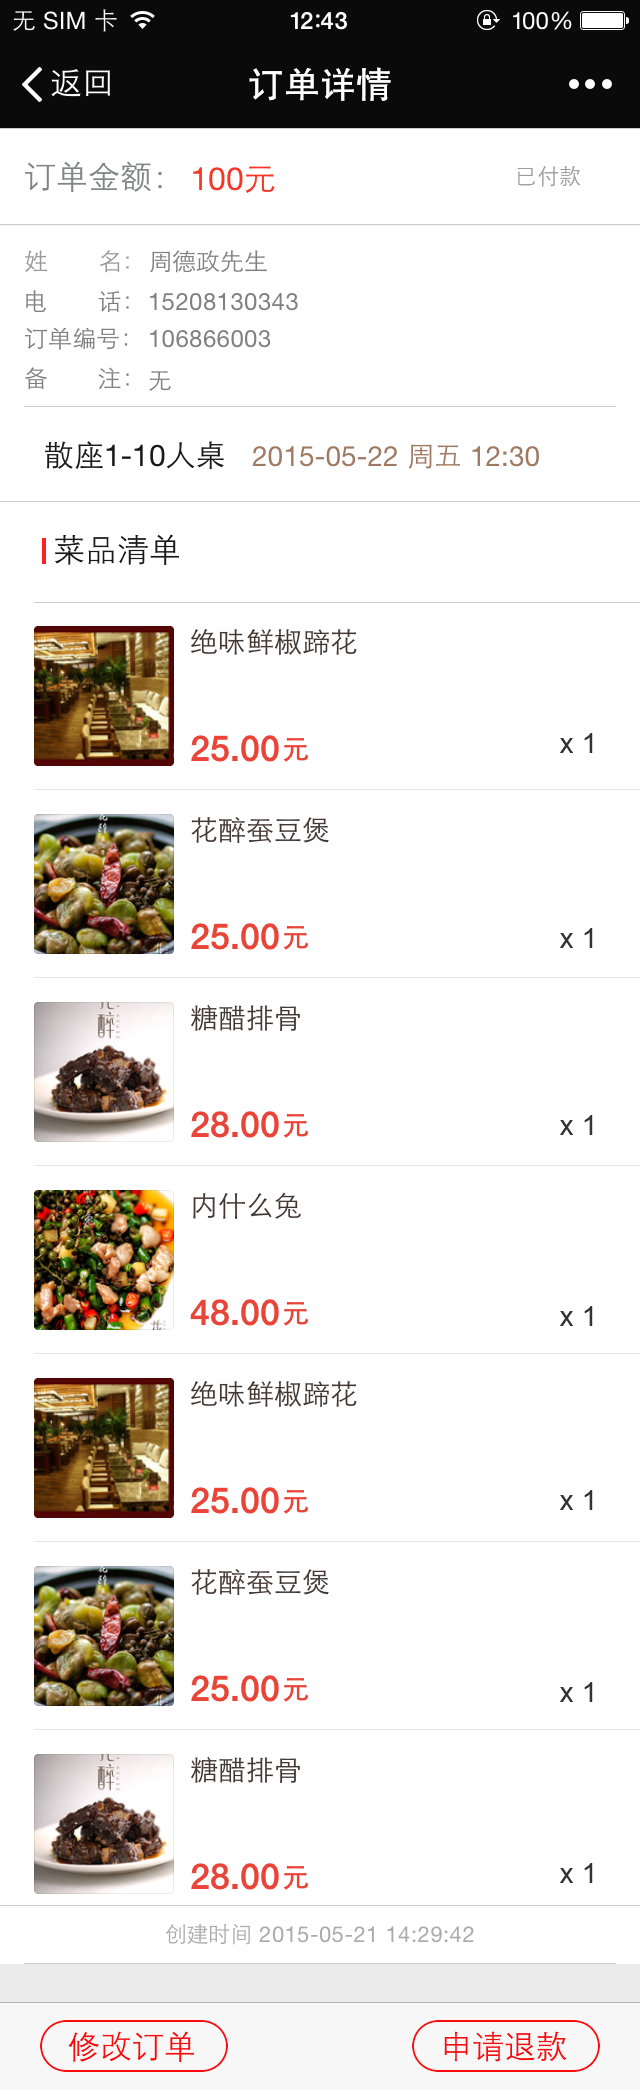 无 SIM 卡 12:43 100%
返回 订单详情
订单金额： 100元 已付款
姓 名： 周德政先生
电 话： 15208130343
订单编号： 106866003
备 注： 无
散座1-10人桌 2015-05-22 周五 12:30
菜品清单
绝味鲜椒蹄花
25.00元 x 1
花醉蚕豆煲
25.00元 x 1
糖醋排骨
28.00元 x 1
内什么兔
48.00元 x 1
绝味鲜椒蹄花
25.00元 x 1
花醉蚕豆煲
25.00元 x 1
糖醋排骨
28.00元 x 1
创建时间 2015-05-21 14:29:42
修改订单 申请退款